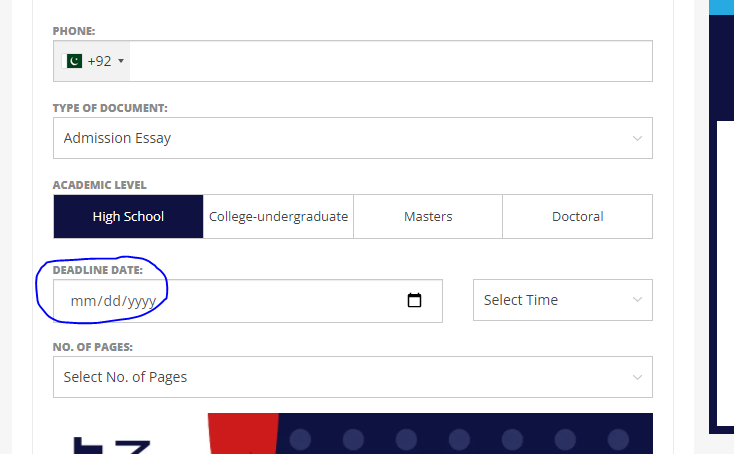 PHONE:
+92
TYPE OF DOCUMENT:
Admission Essay
ACADEMIC LEVEL
High School College-undergraduate Masters Doctoral
DEADLINE DATE:
mm/dd/yyyy Select Time
NO. OF PAGES:
Select No. of Pages